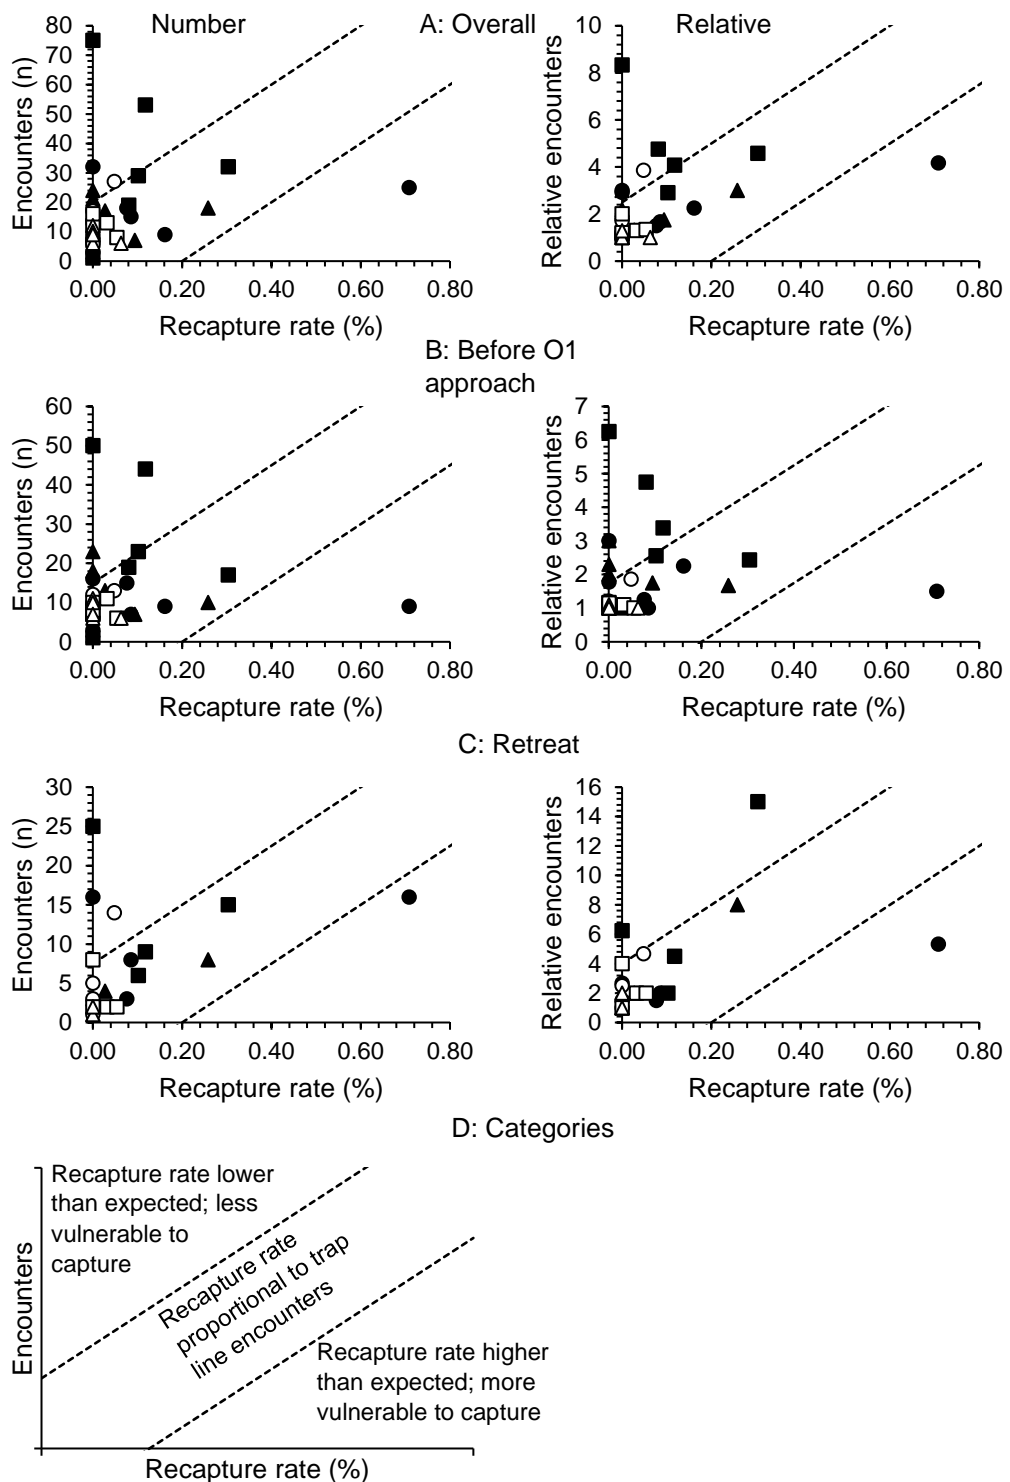 Number
A: Overall
Relative
Encounters (n)
80
70
60
50
40
30
20
10
0
0.00 0.20 0.40 0.60 0.80
Recapture rate (%)
Relative encounters
10
8
6
4
2
0
0.00 0.20 0.40 0.60 0.80
Recapture rate (%)
B: Before O1
approach
Encounters (n)
60
50
40
30
20
10
0
0.00 0.20 0.40 0.60 0.80
Recapture rate (%)
Relative encounters
7
6
5
4
3
2
1
0
0.00 0.20 0.40 0.60 0.80
Recapture rate (%)
C: Retreat
Encounters (n)
30
25
20
15
10
5
0
0.00 0.20 0.40 0.60 0.80
Recapture rate (%)
Relative encounters
16
14
12
10
8
6
4
2
0
0.00 0.20 0.40 0.60 0.80
Recapture rate (%)
D: Categories
Encounters
Recapture rate lower
than expected; less
vulnerable to
capture
Recapture rate
proportional to trap
line encounters
Recapture rate higher
than expected; more
vulnerable to capture
Recapture rate (%)